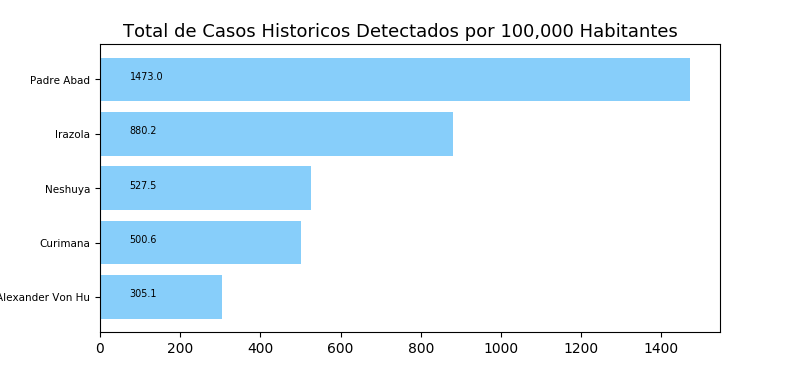 Total de Casos Historicos Detectados por 100,000 Habitantes
Padre Abad 1473.0
Irazola 880.2
Neshuya 527.5
Curimana 500.6
Alexander Von Hu 305.1
0 200 400 600 800 1000 1200 1400